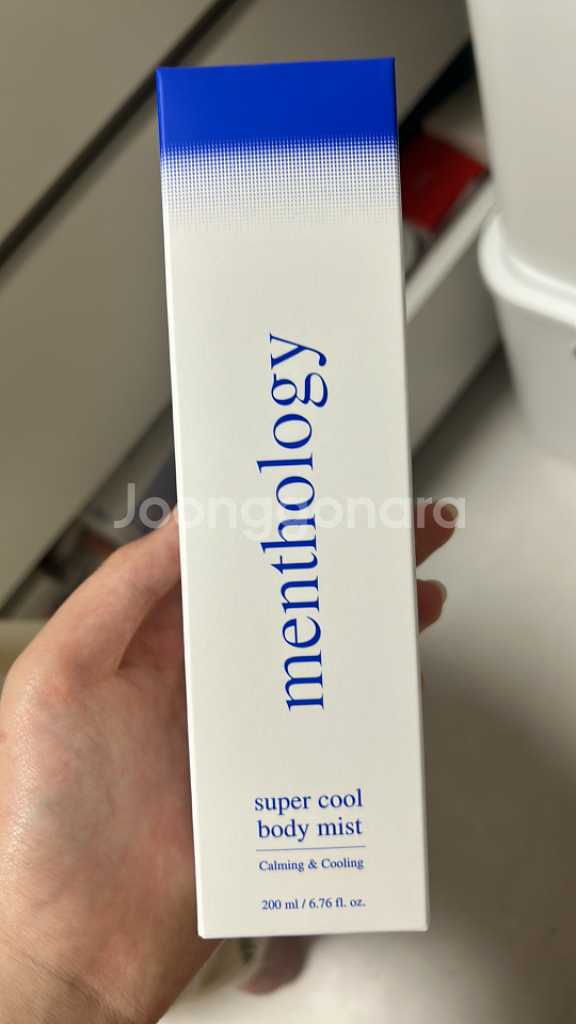 menthology
Joonggonara
super cool
body mist
Calming & Cooling
200 ml / 6.76 fl. oz.